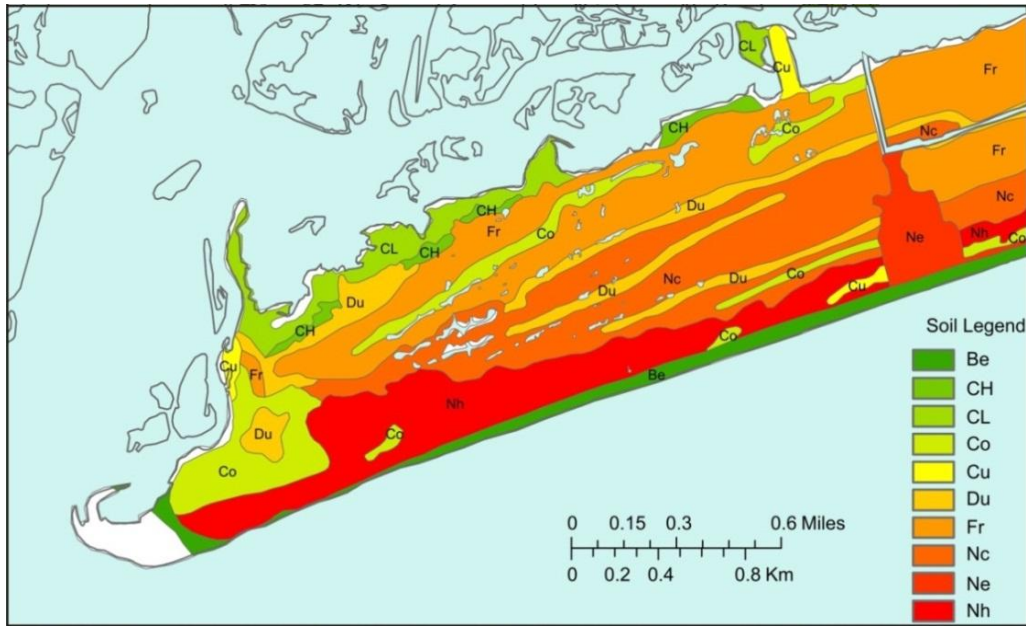 CL
Cu
Fr
CH
Co
Nc
Fr
CH
Du
Nc
Fr
Co
CL
CH
Ne
Nh
Co
Nc
Co
Du
Du
Cu
Du
CH
Co
Cu
Fr
Be
Nh
Du
Co
Co
Soil Legend
Be
CH
CL
Co
Cu
Du
Fr
Nc
Ne
Nh
0 0.15 0.3 0.6 Miles
0 0.2 0.4 0.8 Km